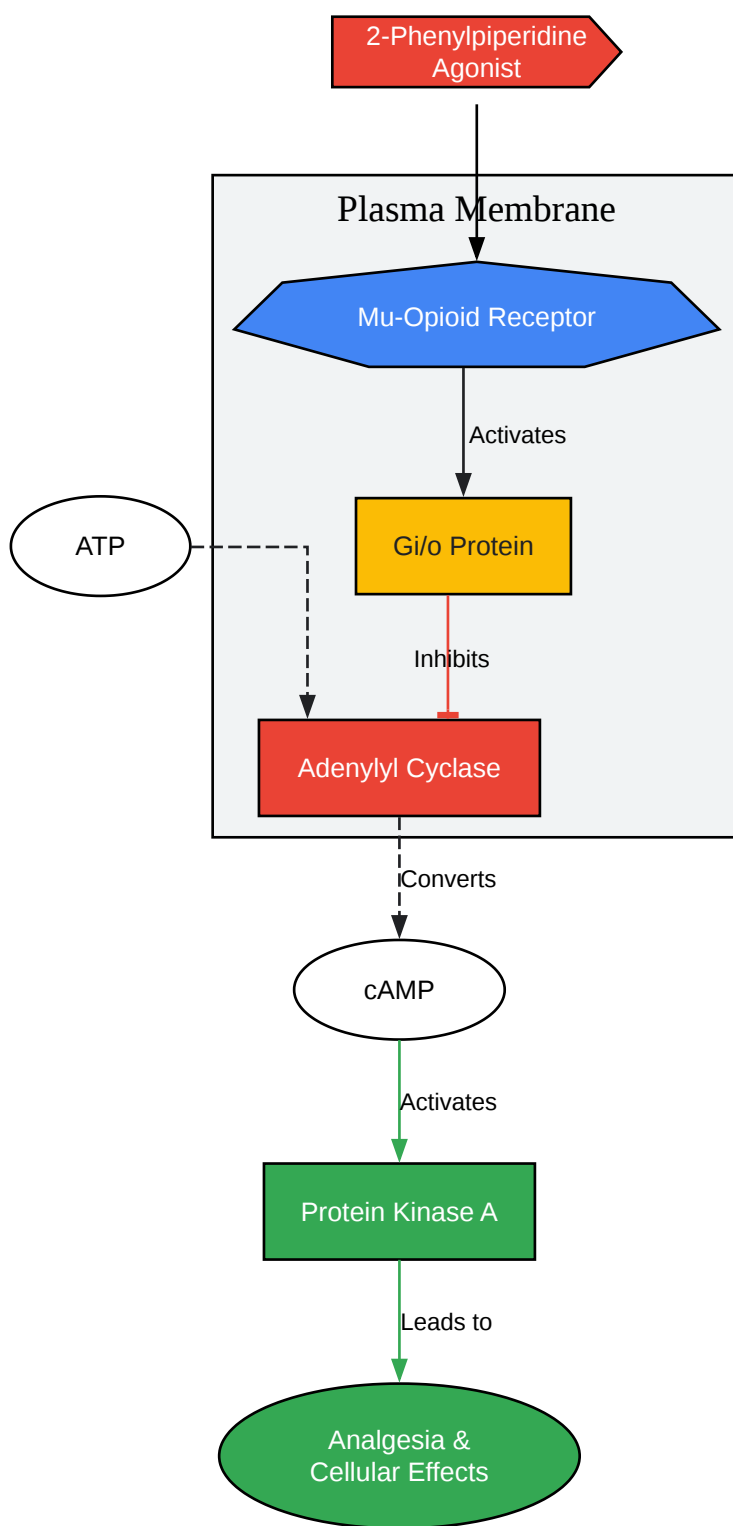 2-Phenylpiperidine
Agonist
Plasma Membrane
Mu-Opioid Receptor
Activates
ATP
Gi/o Protein
Inhibits
Adenylyl Cyclase
Converts
cAMP
Activates
Protein Kinase A
Leads to
Analgesia &
Cellular Effects